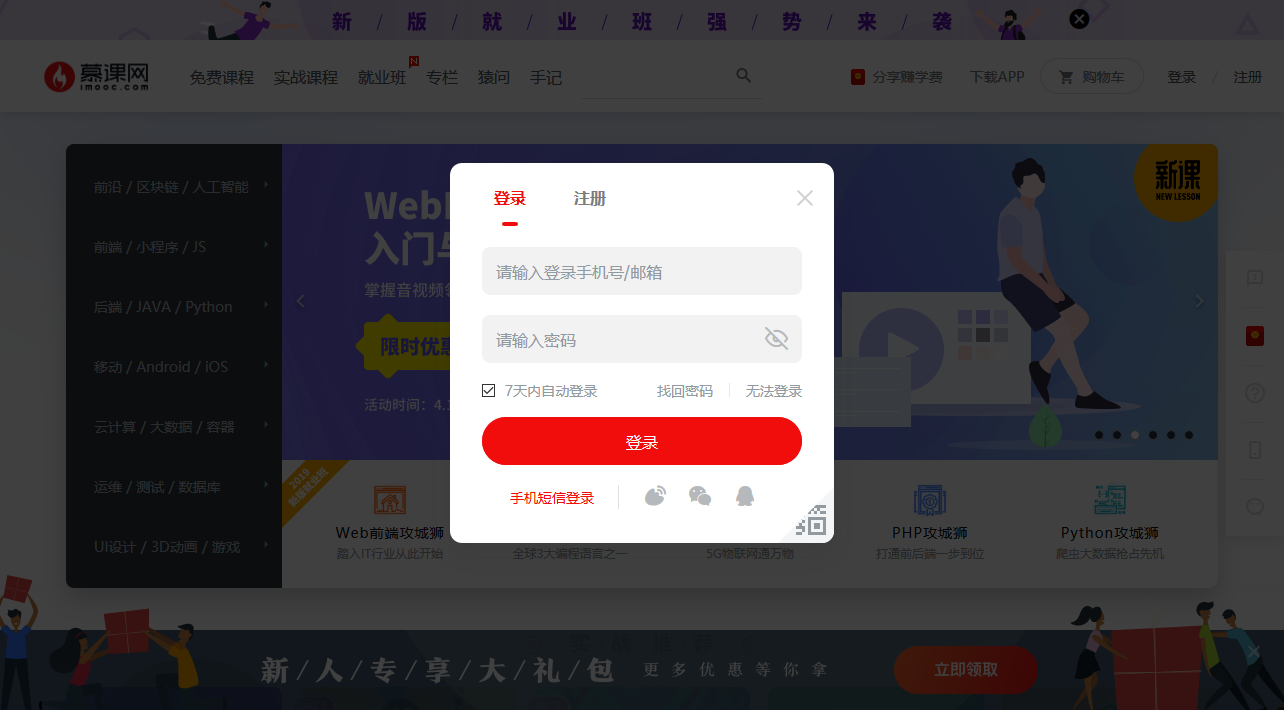 新 / 版 / 就 / 业 / 班 / 强 / 势 / 来 / 袭
慕课网
imooc.com
免费课程 实战课程 就业班 N 专栏 猿问 手记
分享赚学费 下载APP 购物车 登录 / 注册
前沿 / 区块链 / 人工智能
前端 / 小程序 / JS
后端 / JAVA / Python
移动 / Android / iOS
云计算 / 大数据 / 容器
运维 / 测试 / 数据库
UI设计 / 3D动画 / 游戏
入门与
掌握音视频
限时优惠
活动时间：4.
新课
NEW LESSON
登录 注册
请输入登录手机号/邮箱
请输入密码
7天内自动登录 找回密码 无法登录
登录
手机短信登录
2019
Web前端攻城狮
踏入IT行业从此开始
全球3大编程语言之一
5G物联网通万物
PHP攻城狮
打通前后端一步到位
Python攻城狮
爬虫大数据抢占先机
实战推荐
新/人/专/享/大/礼/包 更多优惠等你拿
立即领取